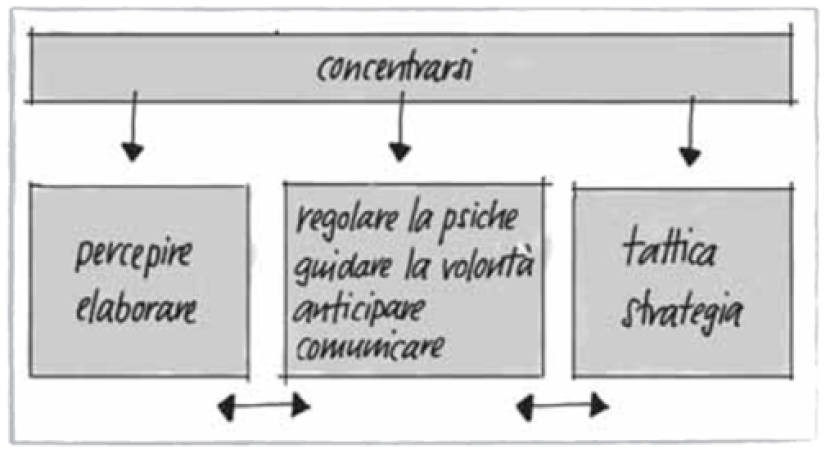 concentrarsi
percepire
elaborare
regolare la psiche
guidare la volontà
anticipare
comunicare
tattica
strategia